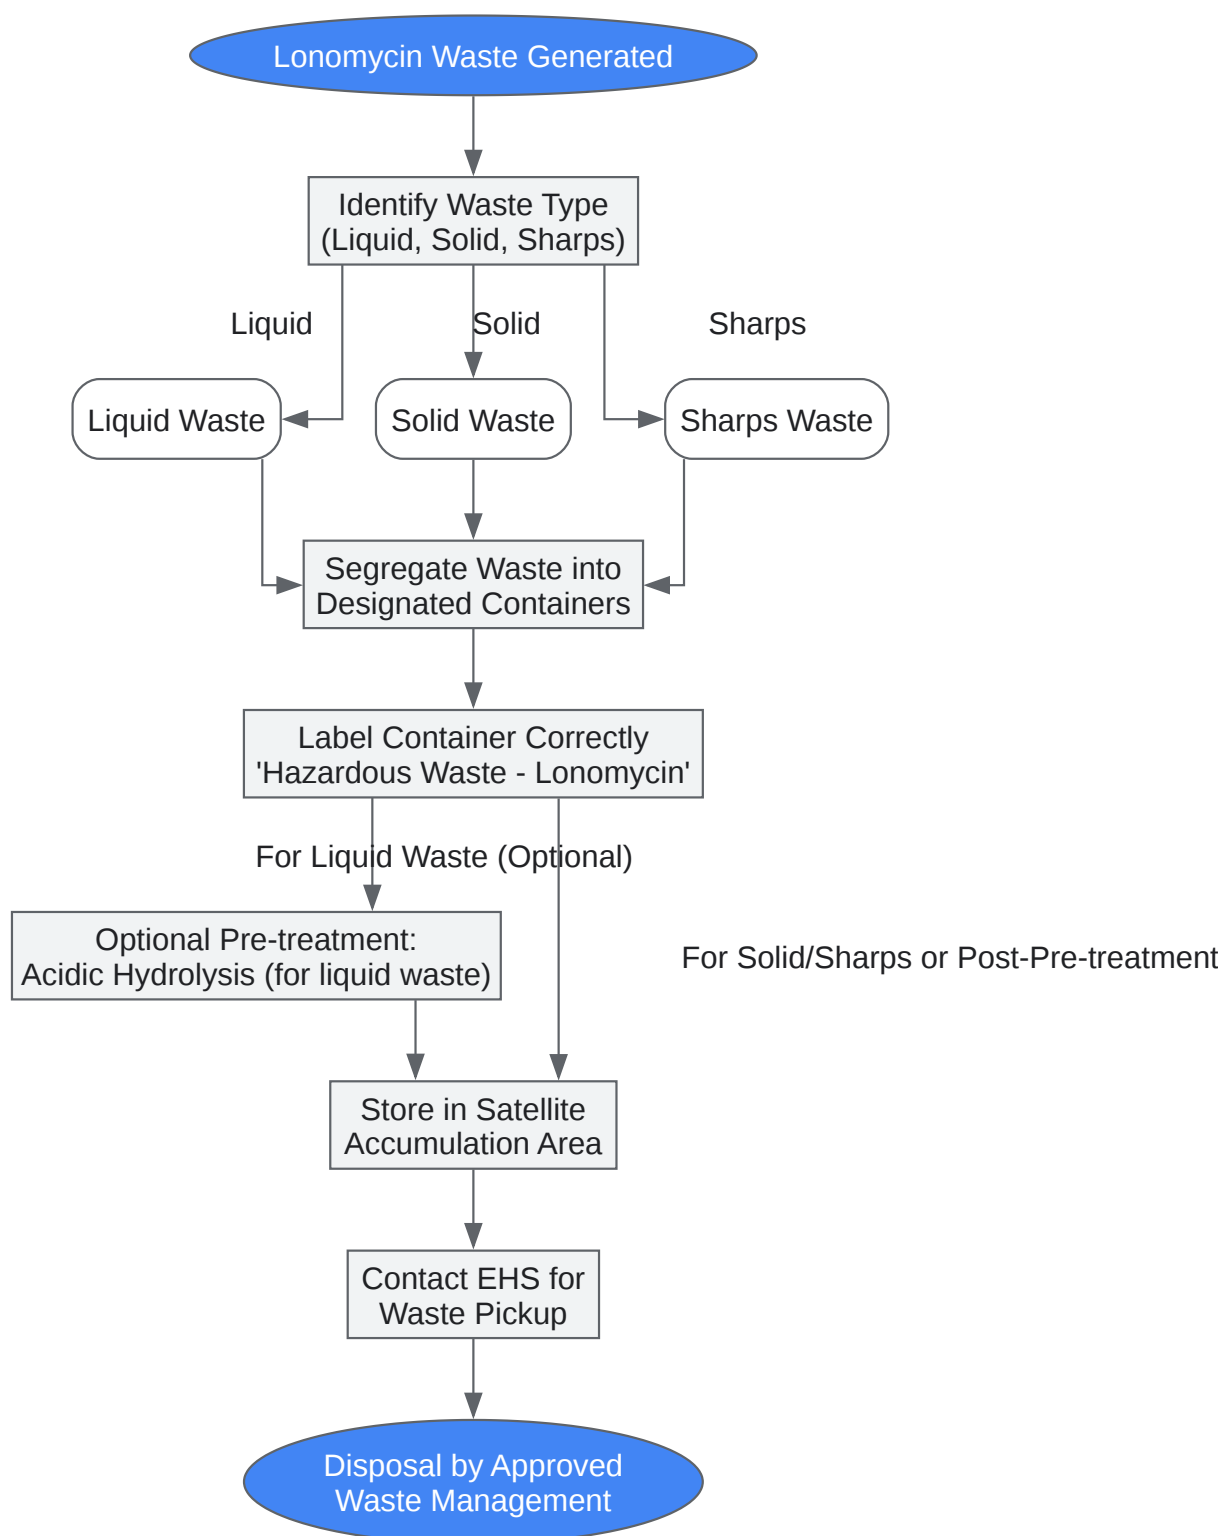 Lonomycin Waste Generated
Identify Waste Type
(Liquid, Solid, Sharps)
Liquid
Solid
Sharps
Liquid Waste
Solid Waste
Sharps Waste
Segregate Waste into
Designated Containers
Label Container Correctly
'Hazardous Waste - Lonomycin'
For Liquid Waste (Optional)
Optional Pre-treatment:
Acidic Hydrolysis (for liquid waste)
For Solid/Sharps or Post-Pre-treatment
Store in Satellite
Accumulation Area
Contact EHS for
Waste Pickup
Disposal by Approved
Waste Management